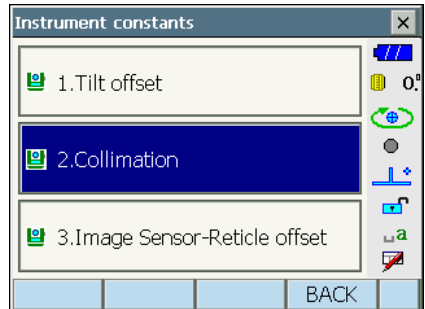 Instrument constants
1.Tilt offset
0."
2.Collimation
3.Image Sensor-Reticle offset
a
BACK